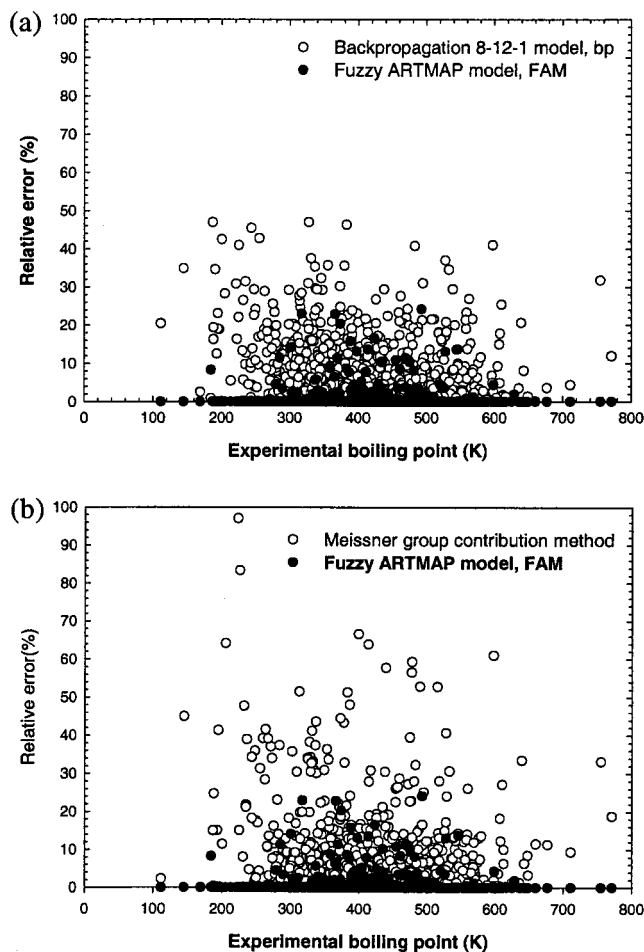 (a)
100
90
80
70
60
50
40
30
20
10
0
Relative error (%)
Backpropagation 8-12-1 model, bp
Fuzzy ARTMAP model, FAM
0 100 200 300 400 500 600 700 800
Experimental boiling point (K)
(b)
100
90
80
70
60
50
40
30
20
10
0
Relative error(%)
Meissner group contribution method
Fuzzy ARTMAP model, FAM
0 100 200 300 400 500 600 700 800
Experimental boiling point (K)